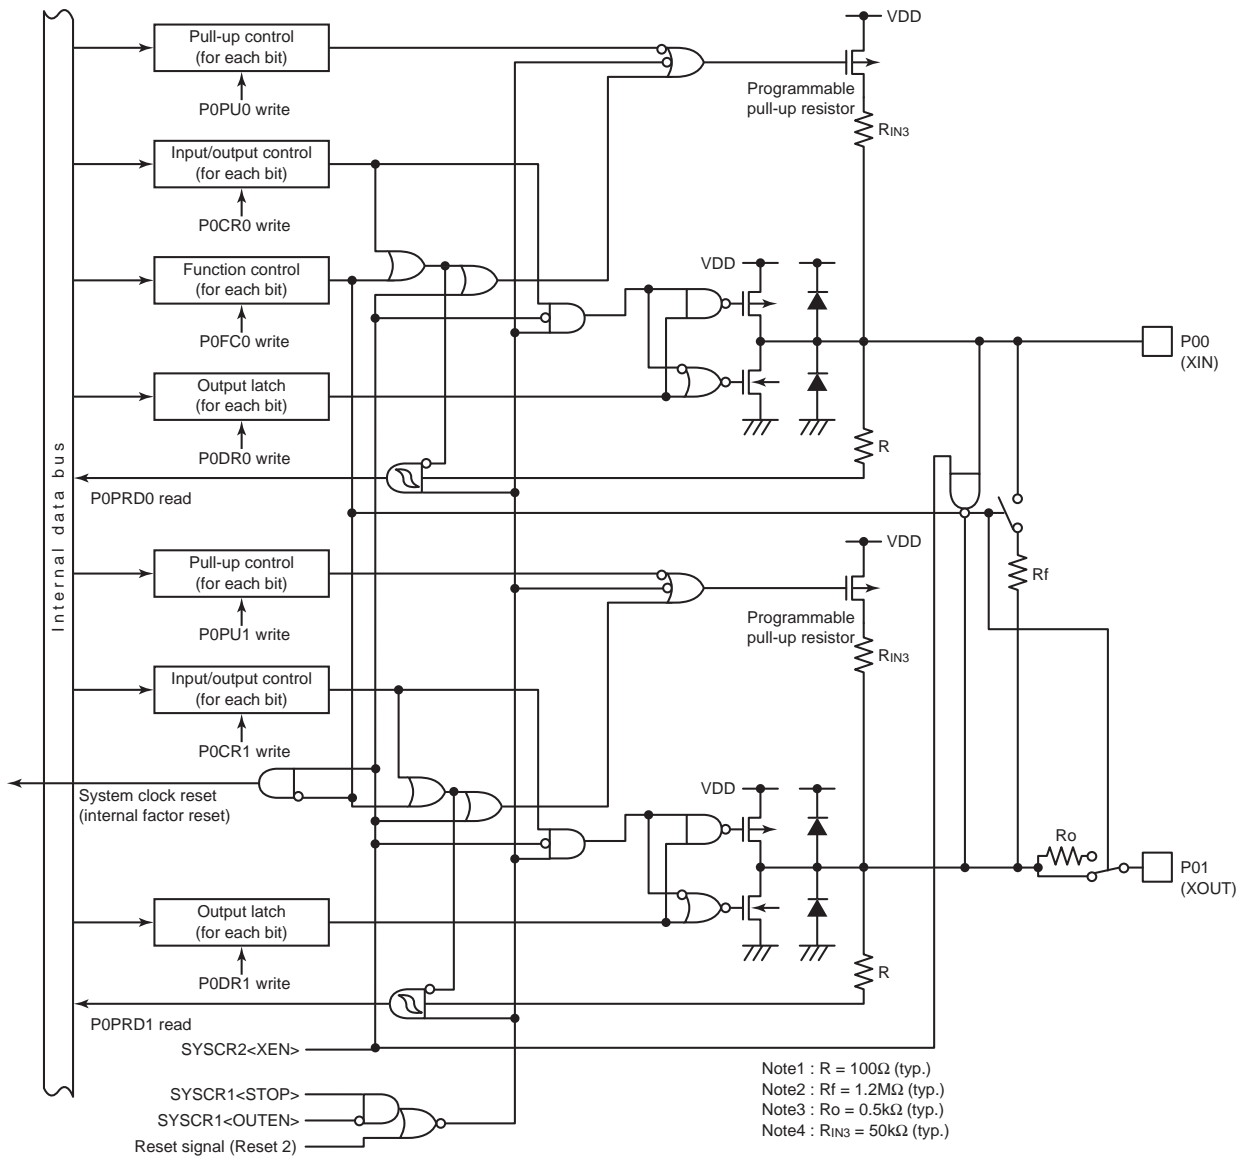 VDD
Pull-up control
(for each bit)
P0PU0 write
Programmable
pull-up resistor
RIN3
Input/output control
(for each bit)
P0CR0 write
Function control
(for each bit)
P0FC0 write
VDD
P00
(XIN)
Output latch
(for each bit)
P0DR0 write
R
P0PRD0 read
Internal data bus
VDD
Pull-up control
(for each bit)
P0PU1 write
Rf
Programmable
pull-up resistor
RIN3
Input/output control
(for each bit)
P0CR1 write
System clock reset
(internal factor reset)
VDD
Ro
P01
(XOUT)
Output latch
(for each bit)
P0DR1 write
R
P0PRD1 read
SYSCR2<XEN>
SYSCR1<STOP>
SYSCR1<OUTEN>
Reset signal (Reset 2)
Note1 : R = 100Ω (typ.)
Note2 : Rf = 1.2MΩ (typ.)
Note3 : Ro = 0.5kΩ (typ.)
Note4 : RIN3 = 50kΩ (typ.)